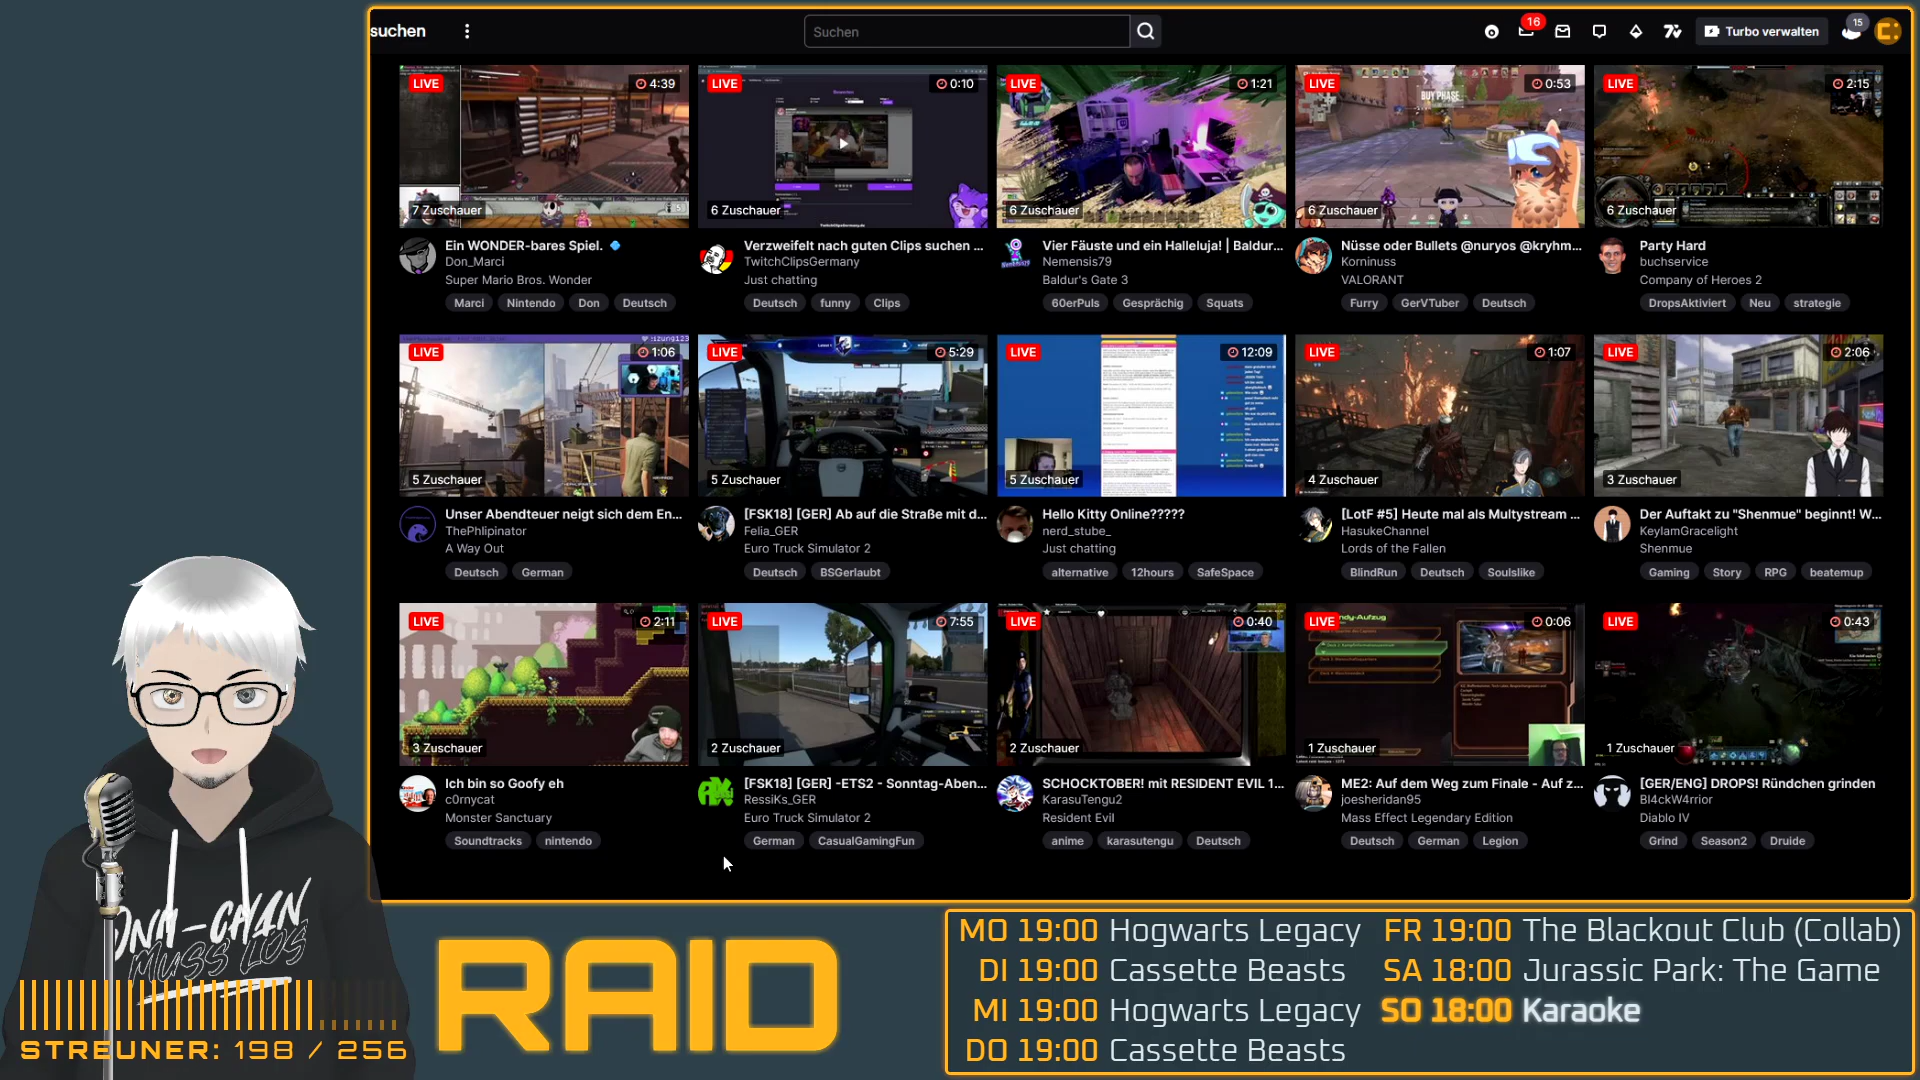 suchen
Suchen
16
Turbo verwalten
15
LIVE
4:39
7 Zuschauer
Ein WONDER-bares Spiel.
Don_Marci
Super Mario Bros. Wonder
Marci
Nintendo
Don
Deutsch
LIVE
0:10
6 Zuschauer
Verzweifelt nach guten Clips suchen ...
TwitchClipsGermany
Just chatting
Deutsch
funny
Clips
LIVE
1:21
6 Zuschauer
Vier Fäuste und ein Halleluja! | Baldur...
Nemensis79
Baldur's Gate 3
60erPuls
Gesprächig
Squats
LIVE
BUY PHASE
0:53
6 Zuschauer
Nüsse oder Bullets @nuryos @kryhm...
Korninuss
VALORANT
Furry
GerVTuber
Deutsch
LIVE
2:15
6 Zuschauer
Party Hard
buchservice
Company of Heroes 2
DropsAktiviert
Neu
strategie
LIVE
1:06
5 Zuschauer
Unser Abendteuer neigt sich dem En...
ThePhlipinator
A Way Out
Deutsch
German
LIVE
5:29
5 Zuschauer
[FSK18] [GER] Ab auf die Straße mit d...
Felia_GER
Euro Truck Simulator 2
Deutsch
BSGerlaubt
LIVE
12:09
5 Zuschauer
Hello Kitty Online?????
nerd_stube_
Just chatting
alternative
12hours
SafeSpace
LIVE
1:07
4 Zuschauer
[LotF #5] Heute mal als Multystream ...
HasukeChannel
Lords of the Fallen
BlindRun
Deutsch
Soulslike
LIVE
2:06
3 Zuschauer
Der Auftakt zu "Shenmue" beginnt! W...
KeylamGracelight
Shenmue
Gaming
Story
RPG
beatemup
LIVE
2:11
3 Zuschauer
Ich bin so Goofy eh
c0rnycat
Monster Sanctuary
Soundtracks
nintendo
LIVE
7:55
2 Zuschauer
[FSK18] [GER] -ETS2 - Sonntag-Aben...
RessiKs_GER
Euro Truck Simulator 2
German
CasualGamingFun
LIVE
0:40
2 Zuschauer
SCHOCKTOBER! mit RESIDENT EVIL 1...
KarasuTengu2
Resident Evil
anime
karasutengu
Deutsch
LIVE
0:06
1 Zuschauer
ME2: Auf dem Weg zum Finale - Auf z...
joesheridan95
Mass Effect Legendary Edition
Deutsch
German
Legion
LIVE
0:43
1 Zuschauer
[GER/ENG] DROPS! Ründchen grinden
Bl4ckW4rrior
Diablo IV
Grind
Season2
Druide
MUSS LOS
STREUNER: 198 / 256
RAID
MO 19:00 Hogwarts Legacy
DI 19:00 Cassette Beasts
MI 19:00 Hogwarts Legacy
DO 19:00 Cassette Beasts
FR 19:00 The Blackout Club (Collab)
SA 18:00 Jurassic Park: The Game
SO 18:00 Karaoke